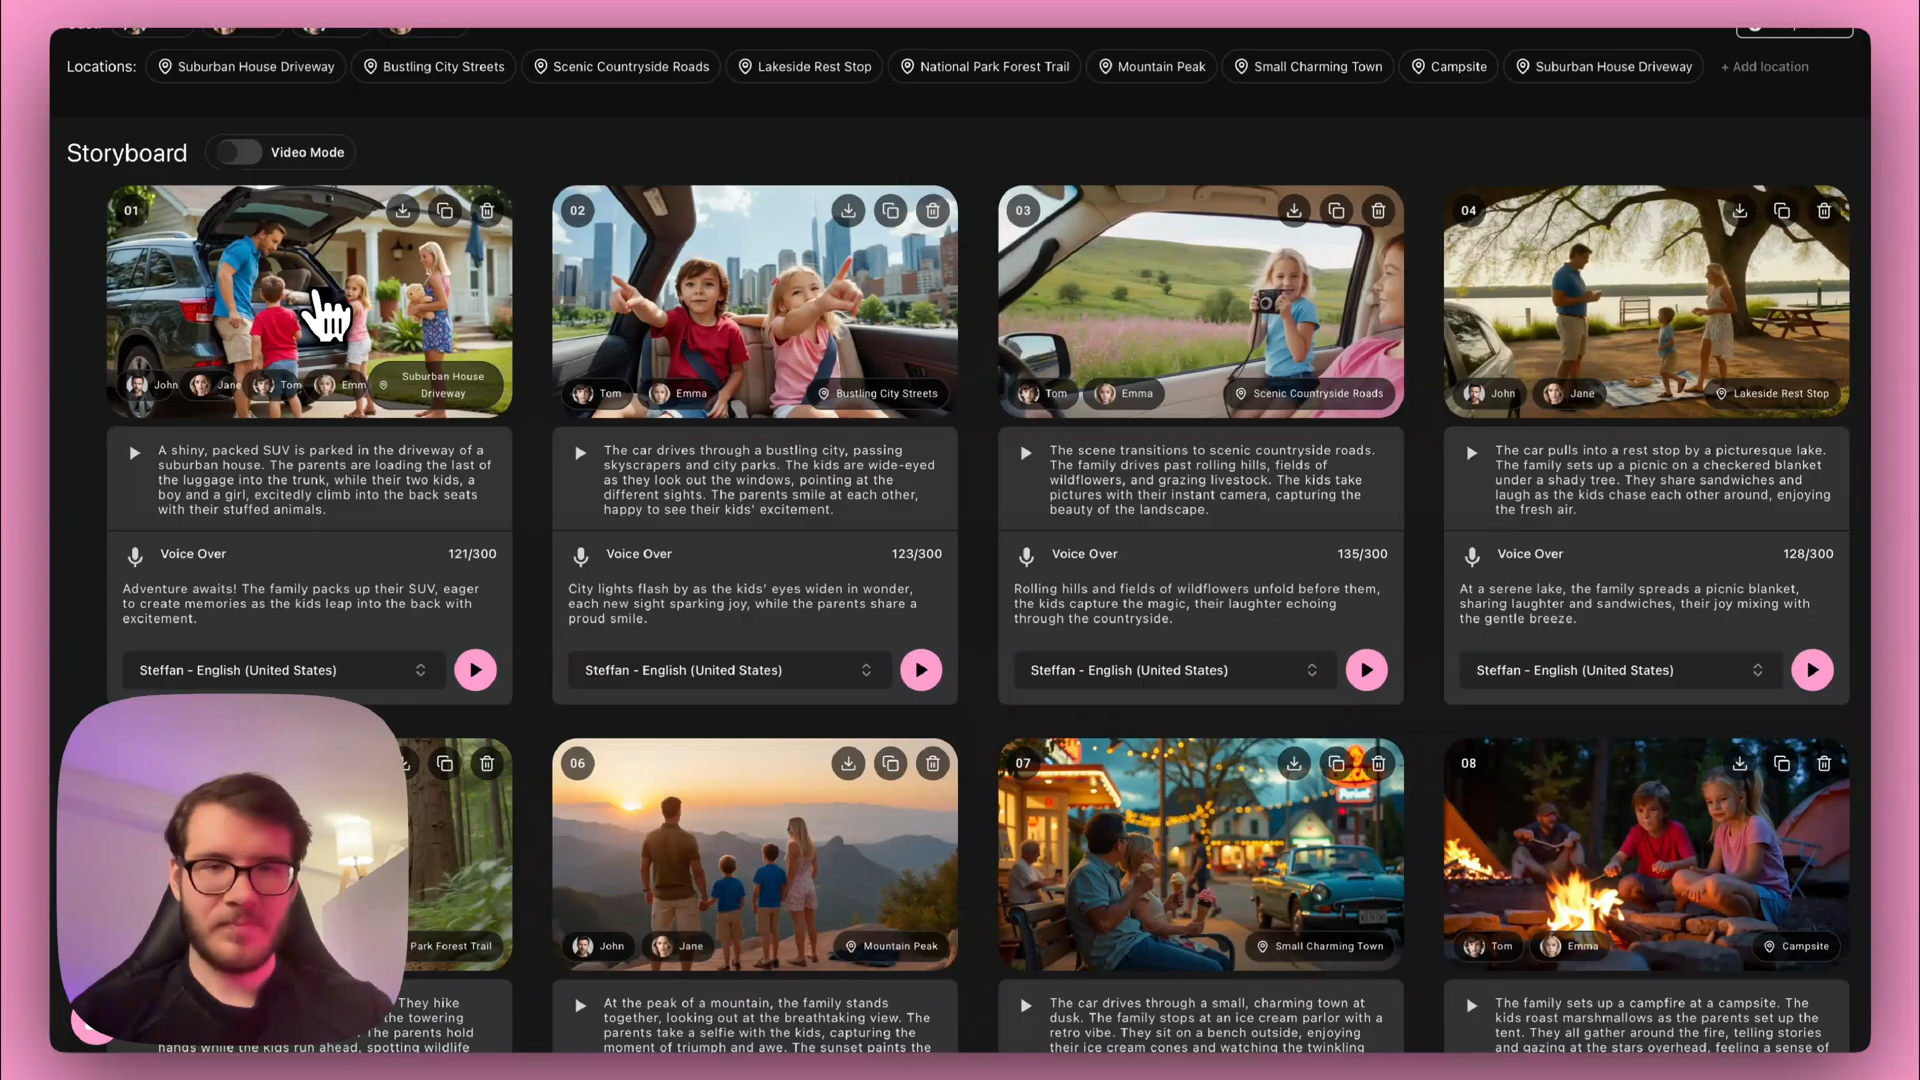 Locations:
Suburban House Driveway
Bustling City Streets
Scenic Countryside Roads
Lakeside Rest Stop
National Park Forest Trail
Mountain Peak
Small Charming Town
Campsite
Suburban House Driveway
+ Add location
Storyboard
Video Mode
01
John
Jane
Tom
Emm
Suburban House
Driveway
02
Tom
Emma
Bustling City Streets
03
Tom
Emma
Scenic Countryside Roads
04
John
Jane
Lakeside Rest Stop
A shiny, packed SUV is parked in the driveway of a
suburban house. The parents are loading the last of
the luggage into the trunk, while their two kids, a
boy and a girl, excitedly climb into the back seats
with their stuffed animals.
The car drives through a bustling city, passing
skyscrapers and city parks. The kids are wide-eyed
as they look out the windows, pointing at the
different sights. The parents smile at each other,
happy to see their kids' excitement.
The scene transitions to scenic countryside roads.
The family drives past rolling hills, fields of
wildflowers, and grazing livestock. The kids take
pictures with their instant camera, capturing the
beauty of the landscape.
The car pulls into a rest stop by a picturesque lake.
The family sets up a picnic on a checkered blanket
under a shady tree. They share sandwiches and
laugh as the kids chase each other around, enjoying
the fresh air.
Voice Over 121/300
Adventure awaits! The family packs up their SUV, eager
to create memories as the kids leap into the back with
excitement.
Steffan - English (United States)
Voice Over 123/300
City lights flash by as the kids' eyes widen in wonder,
each new sight sparking joy, while the parents share a
proud smile.
Steffan - English (United States)
Voice Over 135/300
Rolling hills and fields of wildflowers unfold before them,
the kids capture the magic, their laughter echoing
through the countryside.
Steffan - English (United States)
Voice Over 128/300
At a serene lake, the family spreads a picnic blanket,
sharing laughter and sandwiches, their joy mixing with
the gentle breeze.
Steffan - English (United States)
Park Forest Trail
06
John
Jane
Mountain Peak
07
Small Charming Town
08
Tom
Emma
Campsite
They hike
the towering
The parents hold
hands while the kids run ahead, spotting wildlife
At the peak of a mountain, the family stands
together, looking out at the breathtaking view. The
parents take a selfie with the kids, capturing the
moment of triumph and awe. The sunset paints the
The car drives through a small, charming town at
dusk. The family stops at an ice cream parlor with a
retro vibe. They sit on a bench outside, enjoying
their ice cream cones and watching the twinkling
The family sets up a campfire at a campsite. The
kids roast marshmallows as the parents set up the
tent. They all gather around the fire, telling stories
and gazing at the stars overhead, feeling a sense of